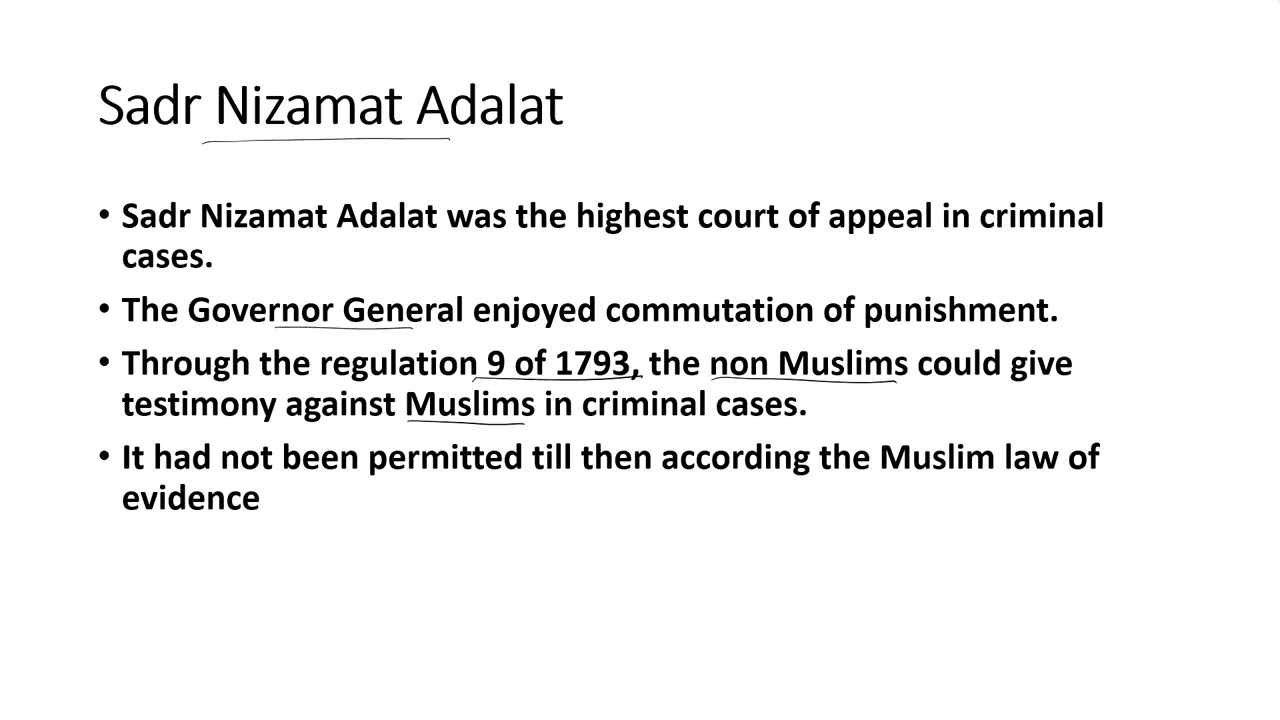 Sadr Nizamat Adalat
• Sadr Nizamat Adalat was the highest court of appeal in criminal
cases.
• The Governor General enjoyed commutation of punishment.
• Through the regulation 9 of 1793, the non Muslims could give
testimony against Muslims in criminal cases.
• It had not been permitted till then according the Muslim law of
evidence